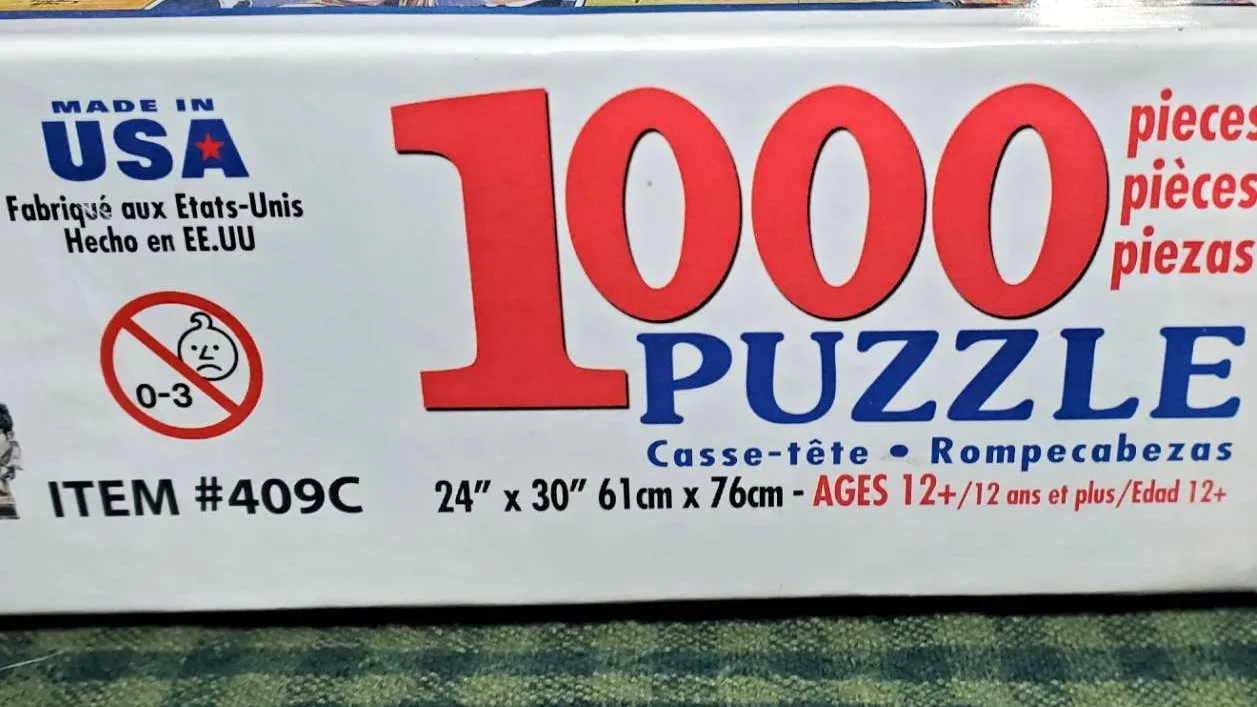 MADE IN
USA
Fabriqué aux Etats-Unis
Hecho en EE.UU
0-3
ITEM #409C
1000
pieces
pièces
piezas
PUZZLE
Casse-tête • Rompecabezas
24" x 30" 61cm x 76cm - AGES 12+/12 ans et plus/Edad 12+